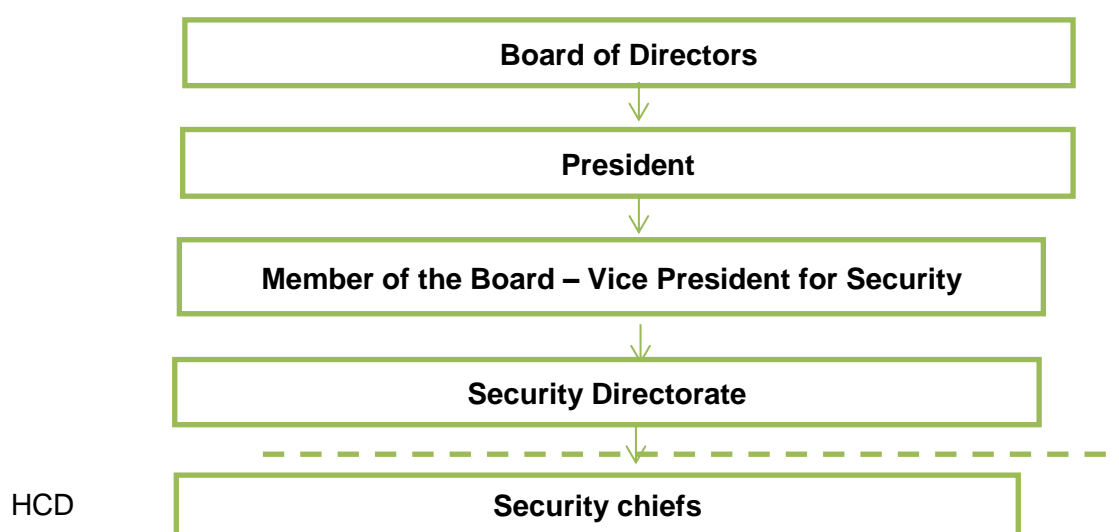 Board of Directors
President
Member of the Board – Vice President for Security
Security Directorate
HCD
Security chiefs